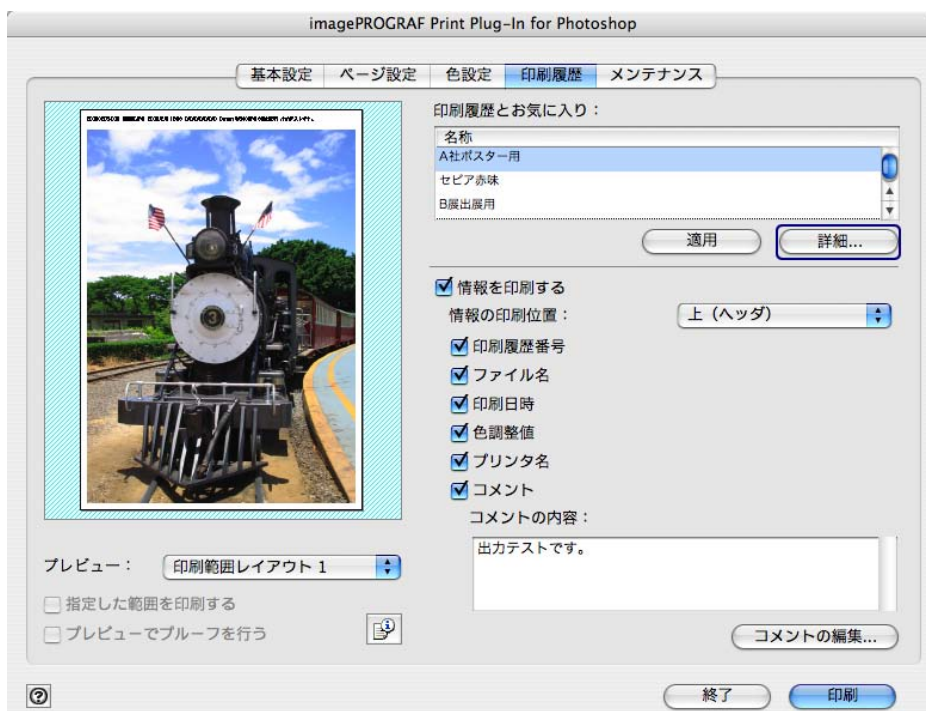 imagePROGRAF Print Plug-In for Photoshop
基本設定 ページ設定 色設定 印刷履歴 メンテナンス
印刷履歴とお気に入り：
名称
A社ポスター用
セピア赤味
B展出展用
適用 詳細...
情報を印刷する
情報の印刷位置： 上（ヘッダ）
印刷履歴番号
ファイル名
印刷日時
色調整値
プリンタ名
コメント
コメントの内容：
出力テストです。
コメントの編集...
3
プレビュー： 印刷範囲レイアウト 1
指定した範囲を印刷する
プレビューでプルーフを行う
終了 印刷